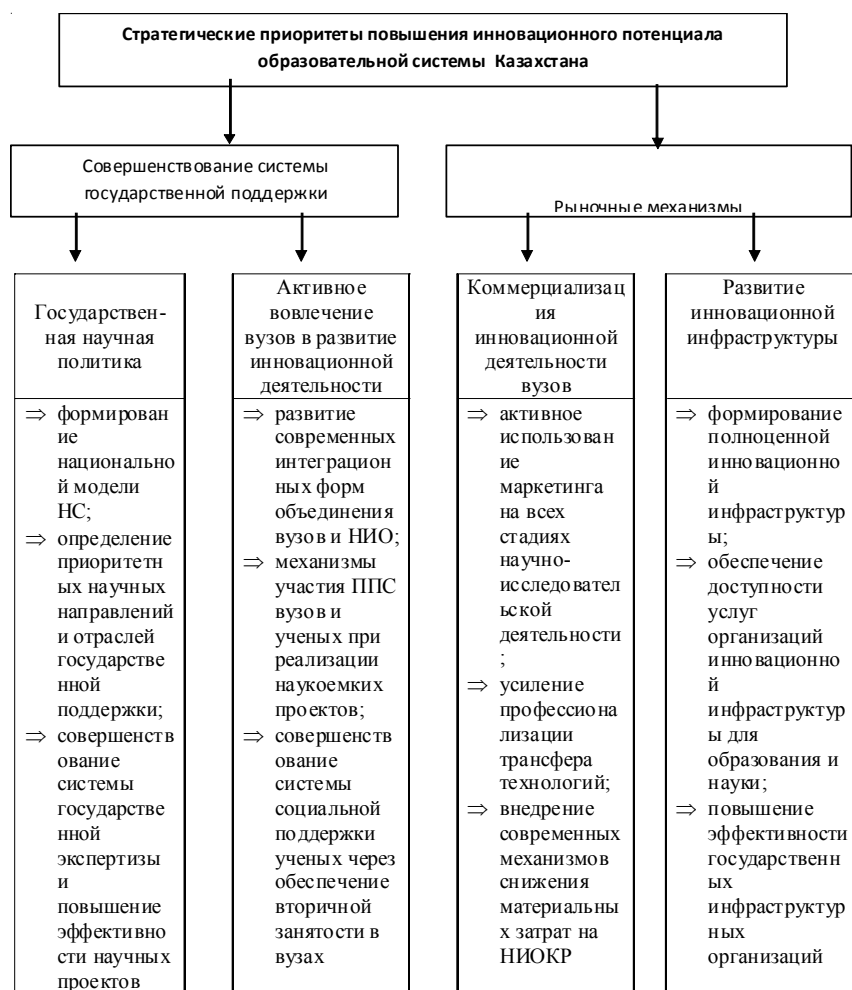 Стратегические приоритеты повышения инновационного потенциала
образовательной системы Казахстана
Совершенствование системы
государственной поддержки
Рыночные механизмы
Государствен-
ная научная
политика
⇒ формирован
ие
национально
й модели
НС;
⇒ определение
приоритетн
ых научных
направлений
и отраслей
государстве
нной
поддержки;
⇒ совершенств
ование
системы
государстве
нной
экспертизы
и
повышение
эффективно
сти научных
проектов
Активное
вовлечение
вузов в развитие
инновационной
деятельности
⇒ развитие
современных
интеграцион
ных форм
объединения
вузов и НИО;
⇒ механизмы
участия ППС
вузов и
ученых при
реализации
наукоемких
проектов;
⇒ совершенств
ование
системы
социальной
поддержки
ученых через
обеспечение
вторичной
занятости в
вузах
Коммерциализац
ия
инновационной
деятельности
вузов
⇒ активное
использован
ие
маркетинга
на всех
стадиях
научно-
исследовател
ьской
деятельности
;
⇒ усиление
профессиона
лизации
трансфера
технологий;
⇒ внедрение
современных
механизмов
снижения
материальны
х затрат на
НИОКР
Развитие
инновационной
инфраструктуры
⇒ формирование
полноценной
инновационно
й
инфраструктур
ы;
⇒ обеспечение
доступности
услуг
организаций
инновационно
й
инфраструктур
ы для
образования и
науки;
⇒ повышение
эффективности
государственн
ых
инфраструктур
ных
организаций